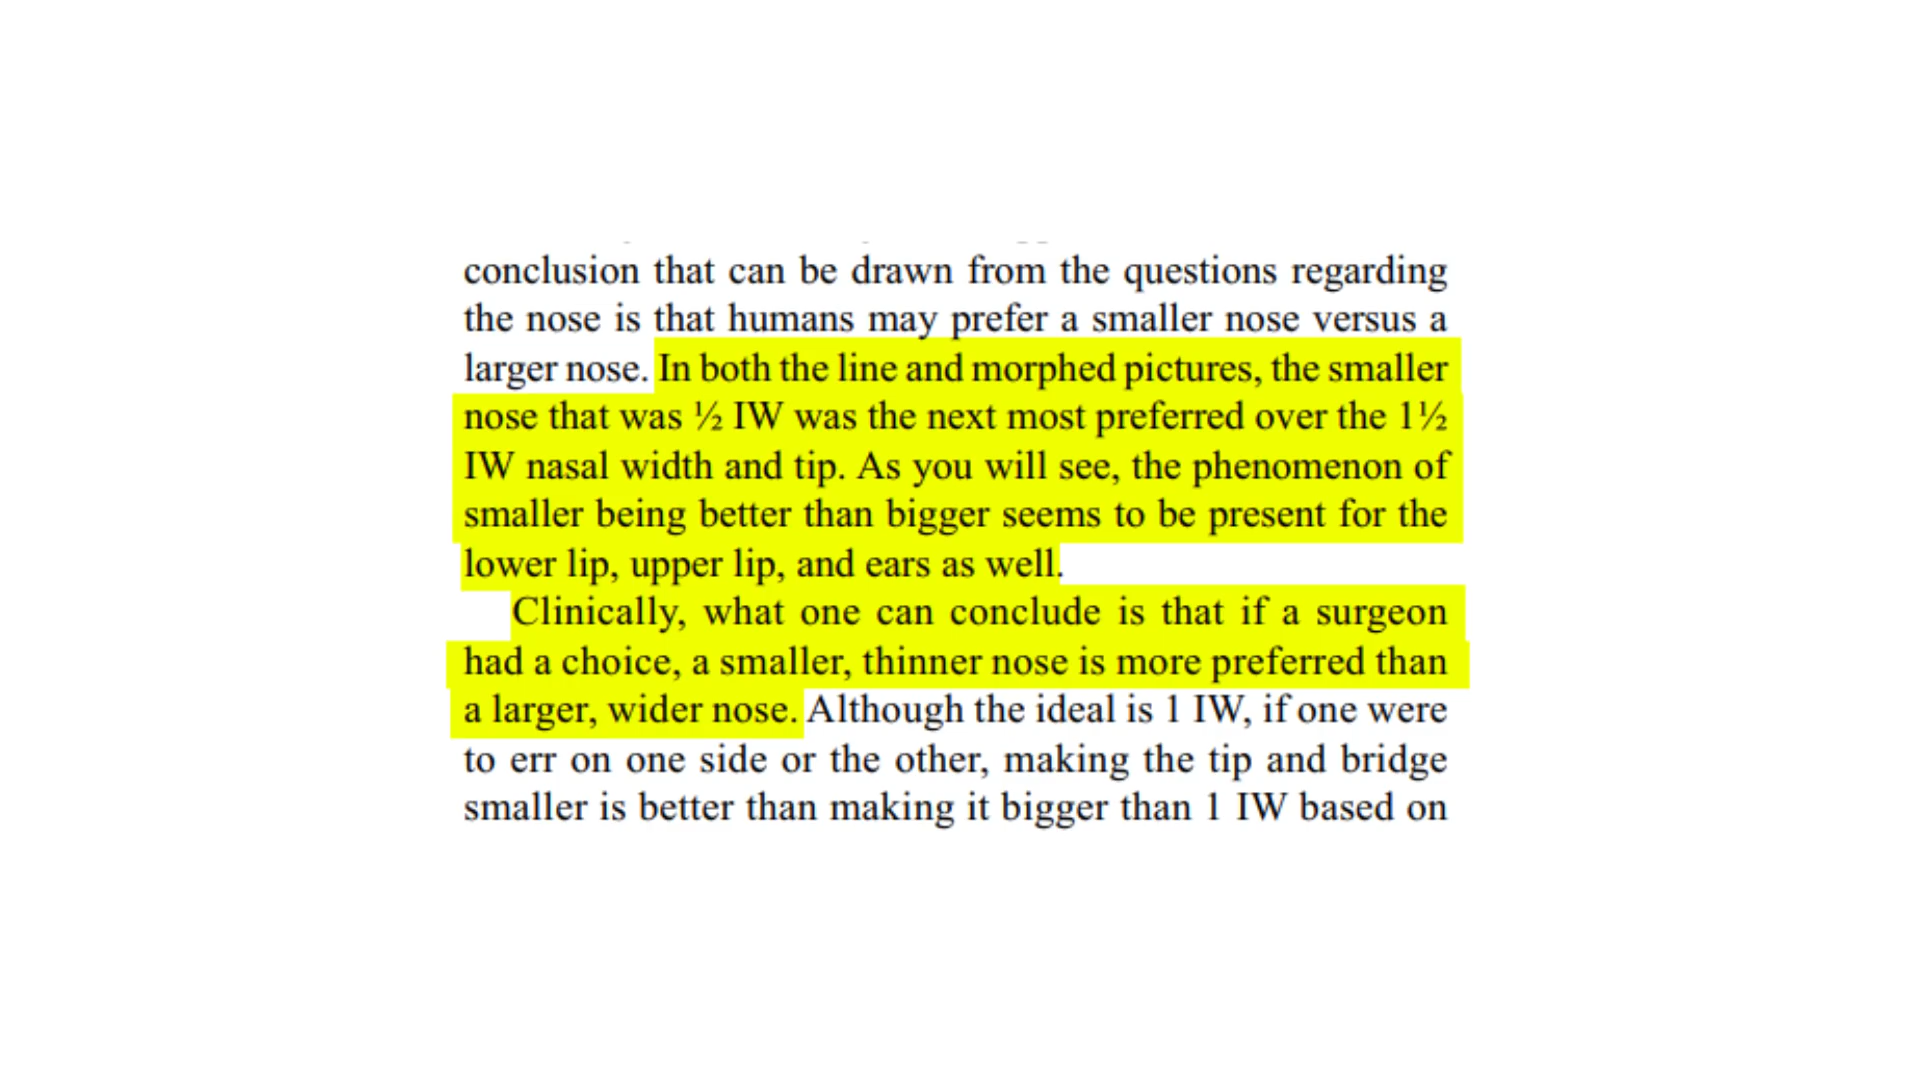 conclusion that can be drawn from the questions regarding
the nose is that humans may prefer a smaller nose versus a
larger nose. In both the line and morphed pictures, the smaller
nose that was ½ IW was the next most preferred over the 1½
IW nasal width and tip. As you will see, the phenomenon of
smaller being better than bigger seems to be present for the
lower lip, upper lip, and ears as well.
Clinically, what one can conclude is that if a surgeon
had a choice, a smaller, thinner nose is more preferred than
a larger, wider nose. Although the ideal is 1 IW, if one were
to err on one side or the other, making the tip and bridge
smaller is better than making it bigger than 1 IW based on